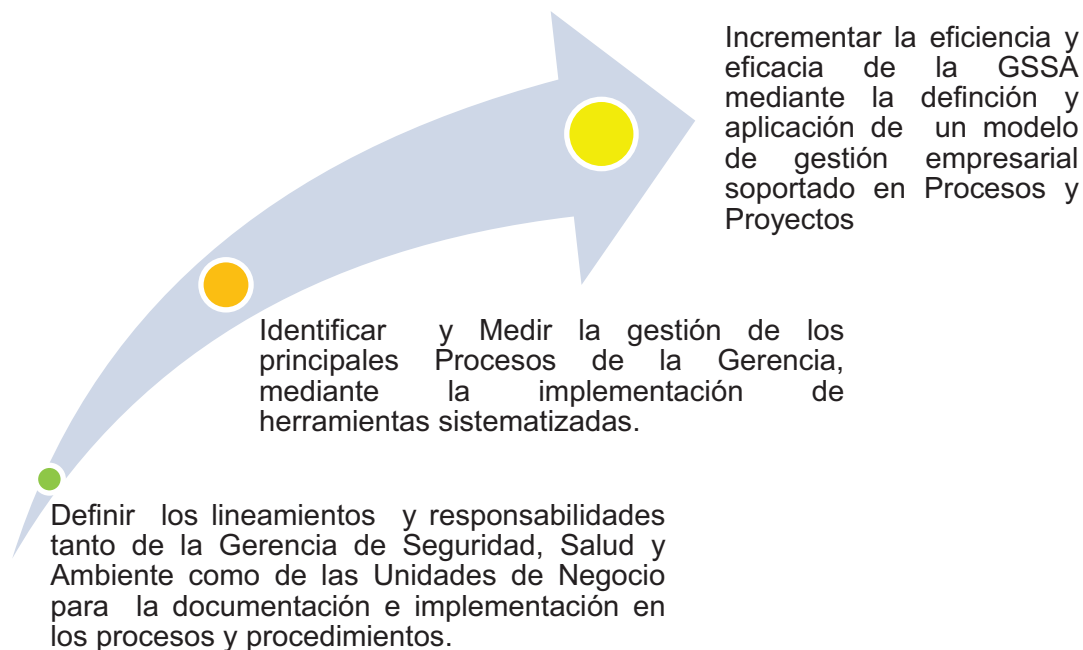 Incrementar la eficiencia y
eficacia de la GSSA
mediante la definción y
aplicación de un modelo
de gestión empresarial
soportado en Procesos y
Proyectos
Identificar y Medir la gestión de los
principales Procesos de la Gerencia,
mediante la implementación de
herramientas sistematizadas.
Definir los lineamientos y responsabilidades
tanto de la Gerencia de Seguridad, Salud y
Ambiente como de las Unidades de Negocio
para la documentación e implementación en
los procesos y procedimientos.